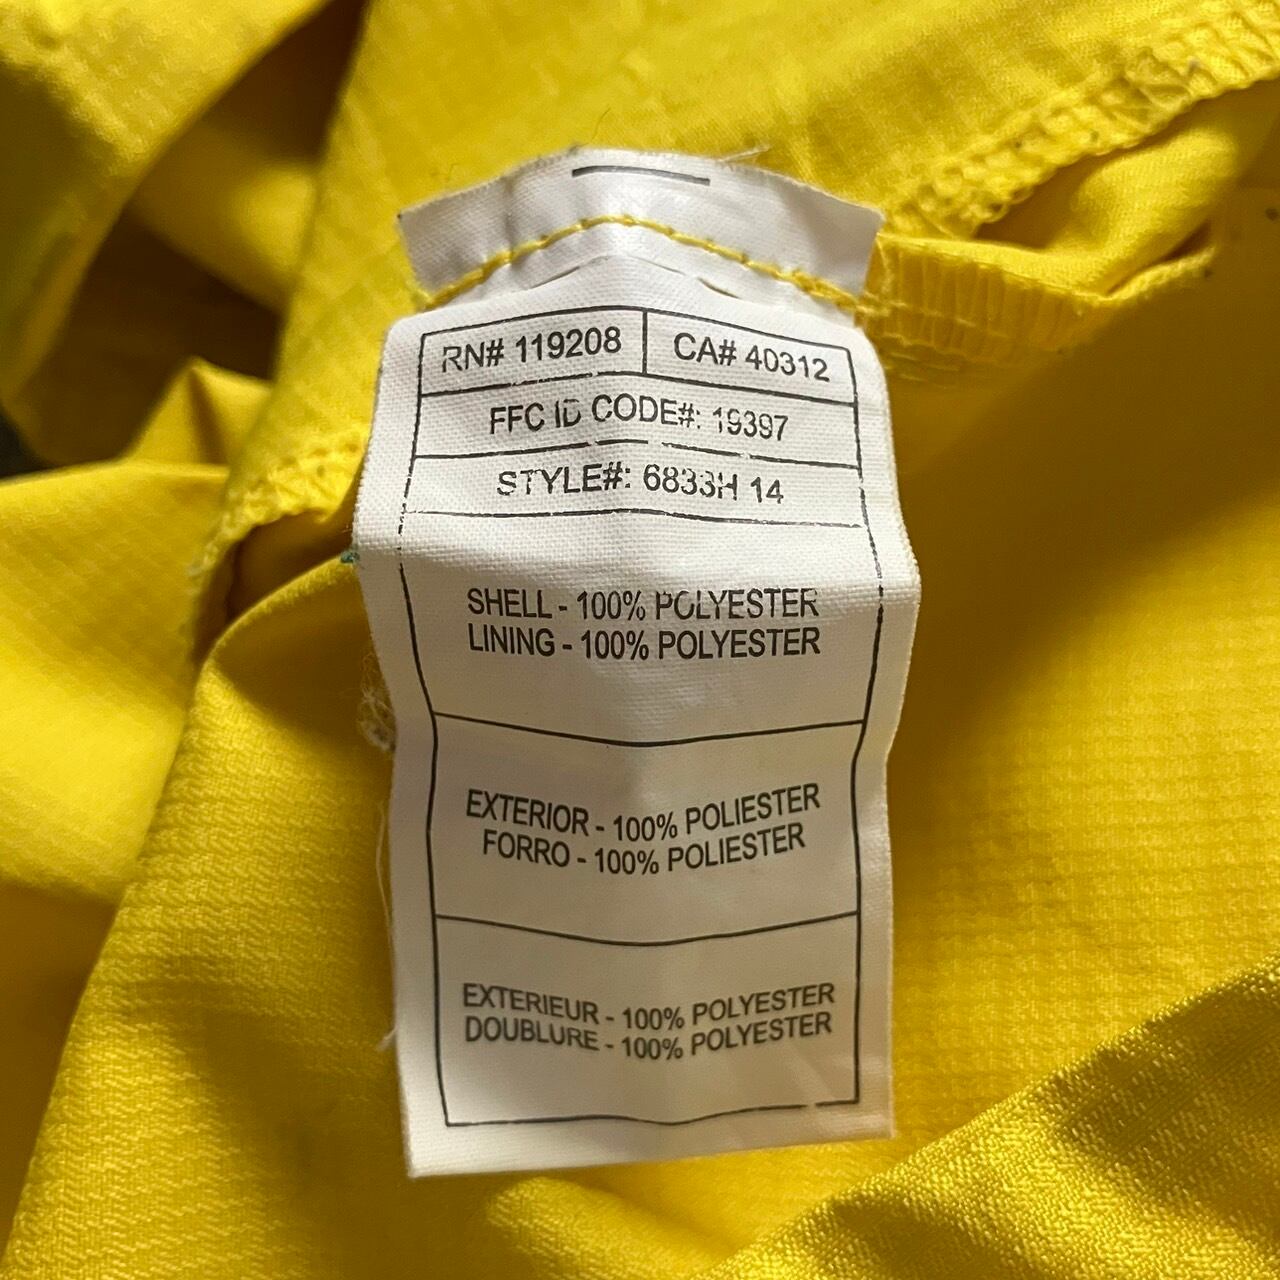 RN# 119208 CA# 40312
FFC ID CODE#: 19397
STYLE#: 6833H 14
SHELL - 100% POLYESTER
LINING - 100% POLYESTER
EXTERIOR - 100% POLIESTER
FORRO - 100% POLIESTER
EXTERIEUR - 100% POLYESTER
DOUBLURE - 100% POLYESTER